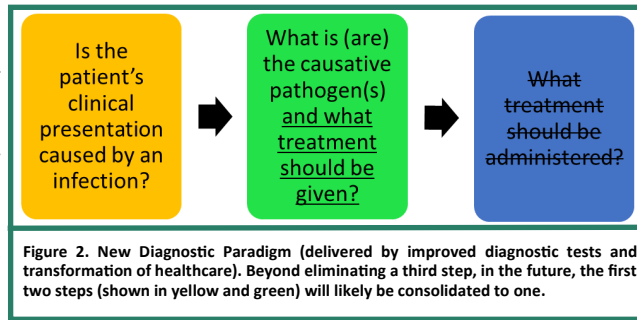 Is the
patient's
clinical
presentation
caused by an
infection?
What is (are)
the causative
pathogen(s)
and what
treatment
should be
given?
What
treatment
should be
administered?
Figure 2. New Diagnostic Paradigm (delivered by improved diagnostic tests and
transformation of healthcare). Beyond eliminating a third step, in the future, the first
two steps (shown in yellow and green) will likely be consolidated to one.